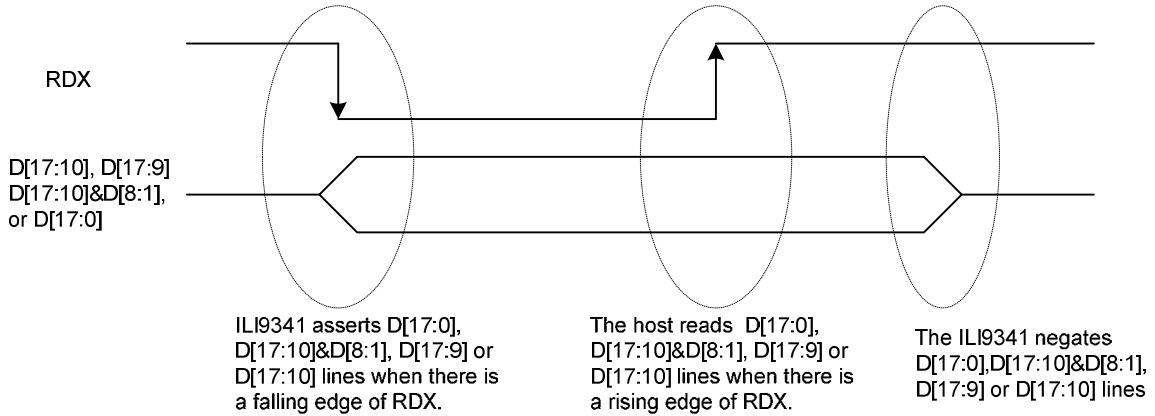 RDX
D[17:10], D[17:9]
D[17:10]&D[8:1],
or D[17:0]
ILI9341 asserts D[17:0],
D[17:10]&D[8:1], D[17:9] or
D[17:10] lines when there is
a falling edge of RDX.
The host reads D[17:0],
D[17:10]&D[8:1], D[17:9] or
D[17:10] lines when there is
a rising edge of RDX.
The ILI9341 negates
D[17:0],D[17:10]&D[8:1],
D[17:9] or D[17:10] lines